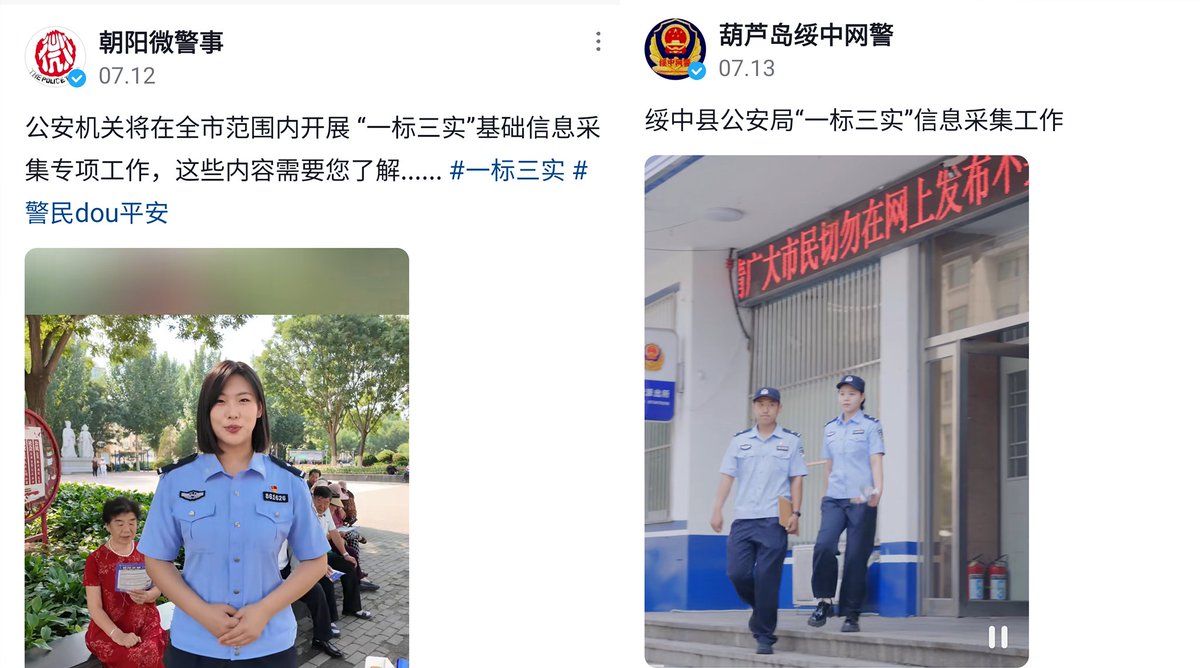 朝阳微警事
07.12
公安机关将在全市范围内开展 “一标三实”基础信息采
集专项工作，这些内容需要您了解...... #一标三实 #
警民dou平安
THE POLICE
葫芦岛绥中网警
07.13
绥中县公安局“一标三实”信息采集工作
绥中网警
请广大市民切勿在网上发布不
派出所